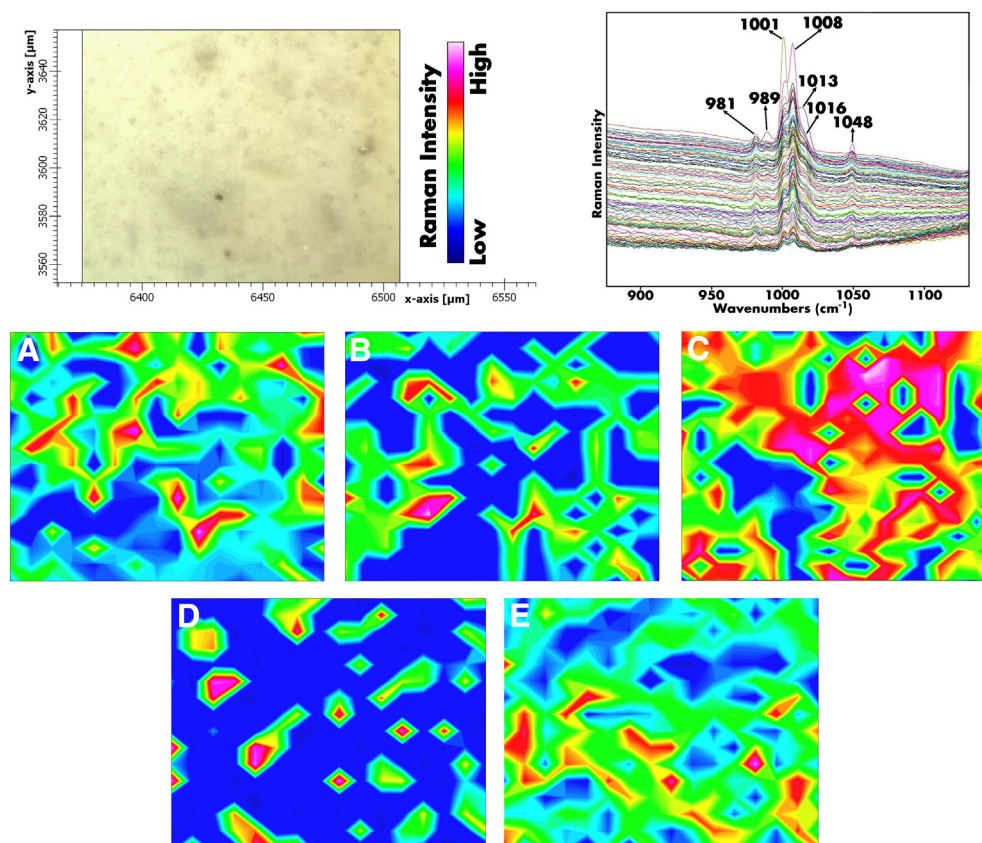 y-axis [µm]
3640
3620
3600
3580
3560
6400
6450
6500
6550
x-axis [µm]
Raman Intensity
High
Low
1001
1008
1013
981
989
1016
1048
Raman Intensity
900
950
1000
1050
1100
Wavenumbers (cm⁻¹)
A
B
C
D
E